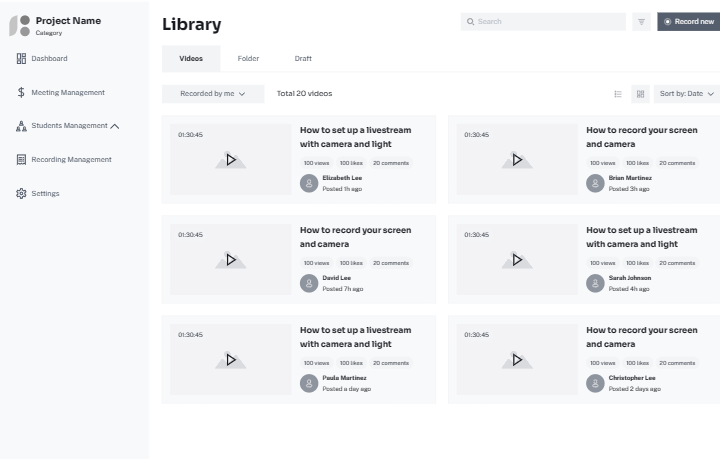 Project Name
Category
Dashboard
Meeting Management
Students Management
Recording Management
Settings
Library
Search
Record new
Videos
Folder
Draft
Recorded by me
Total 20 videos
Sort by: Date
01:30:45
How to set up a livestream
with camera and light
100 views
100 likes
20 comments
Elizabeth Lee
Posted 1h ago
01:30:45
How to record your screen
and camera
100 views
100 likes
20 comments
Brian Martinez
Posted 3h ago
01:30:45
How to record your screen
and camera
100 views
100 likes
20 comments
David Lee
Posted 7h ago
01:30:45
How to set up a livestream
with camera and light
100 views
100 likes
20 comments
Sarah Johnson
Posted 4h ago
01:30:45
How to set up a livestream
with camera and light
100 views
100 likes
20 comments
Paula Martinez
Posted a day ago
01:30:45
How to record your screen
and camera
100 views
100 likes
20 comments
Christopher Lee
Posted 2 days ago